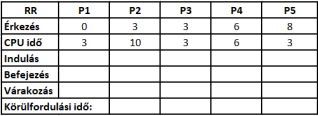 RR P1 P2 P3 P4 P5
Érkezés 0 3 3 6 8
CPU idő 3 10 3 6 3
Indulás
Befejezés
Várakozás
Körülfordulási idő: